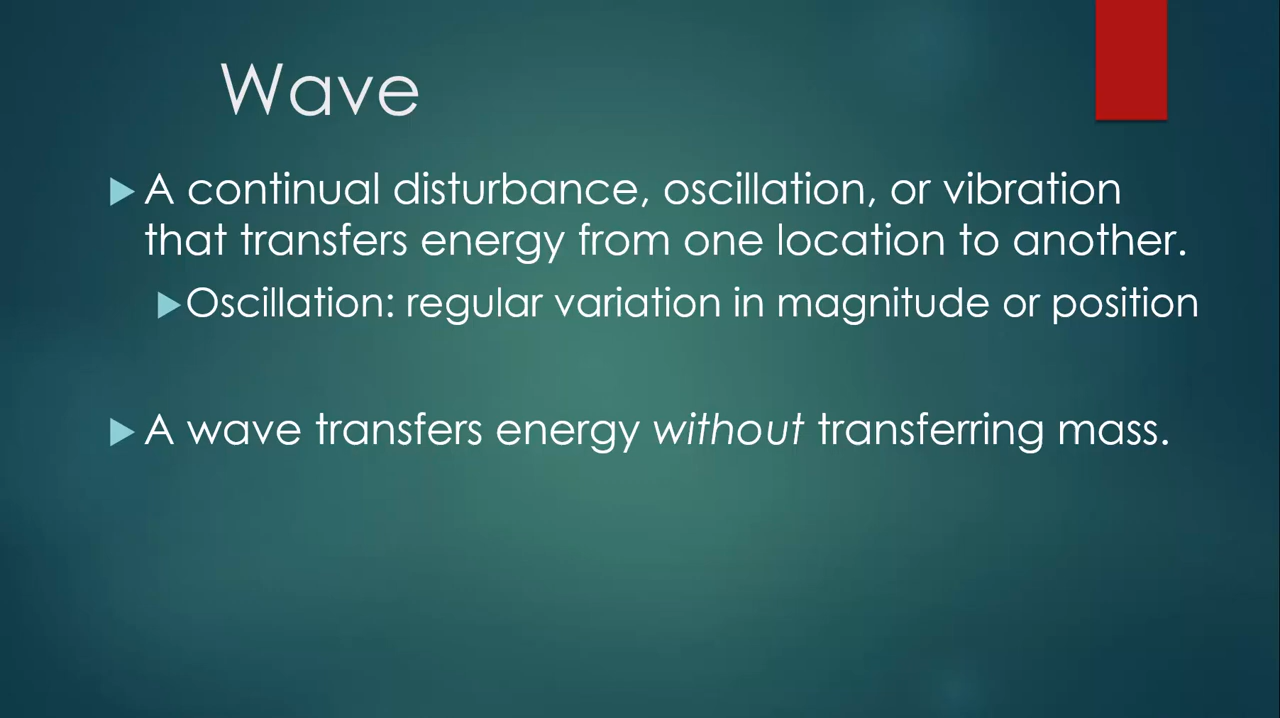 Wave
A continual disturbance, oscillation, or vibration
that transfers energy from one location to another.
Oscillation: regular variation in magnitude or position
A wave transfers energy without transferring mass.